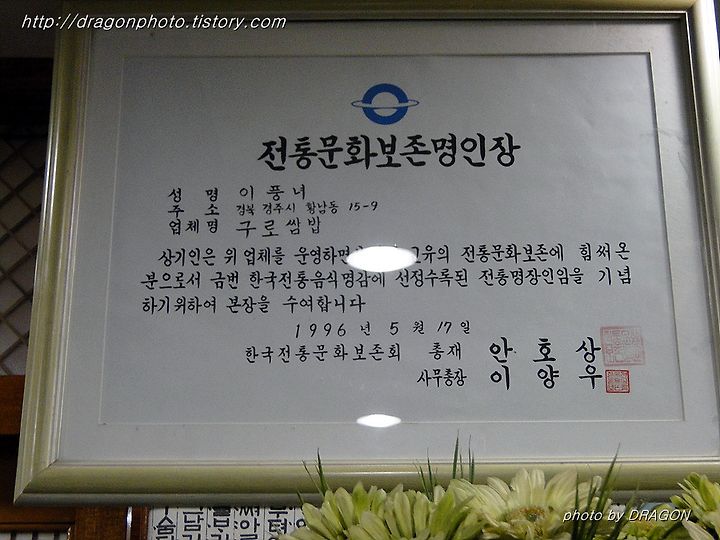 http://dragonphoto.tistory.com
전통문화보존명인장
성 명 이 풍 녀
주 소 경북 경주시 황남동 15-9
업체명 구로쌈밥
상기인은 위 업체를 운영하면 고유의 전통문화보존에 힘써온
분으로서 금번 한국전통음식명감에 선정수록된 전통명장인임을 기념
하기위하여 본장을 수여합니다
1996 년 5 월 17 일
한국전통문화보존회 총재 안 호 상
사무총장 이 양 우
photo by DRAGON